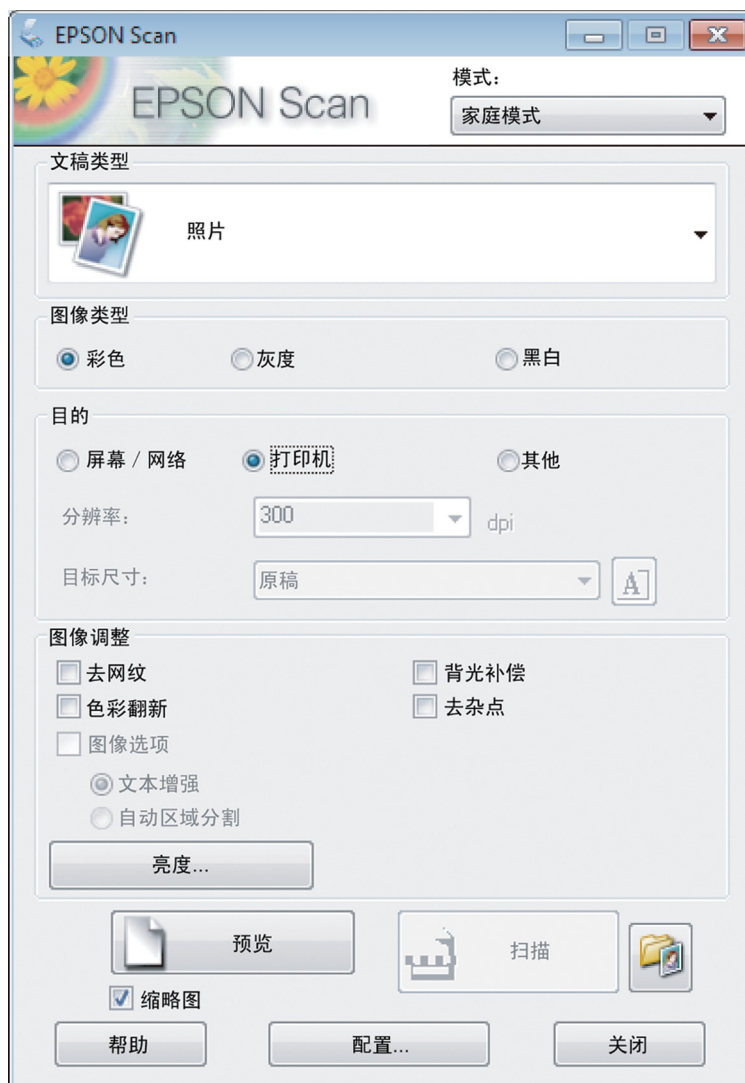 EPSON Scan
EPSON Scan
模式：
家庭模式
文稿类型
照片
图像类型
彩色 灰度 黑白
目的
屏幕 / 网络 打印机 其他
分辨率： 300 dpi
目标尺寸： 原稿 A
图像调整
去网纹 背光补偿
色彩翻新 去杂点
图像选项
文本增强
自动区域分割
亮度...
预览 扫描
缩略图
帮助 配置... 关闭